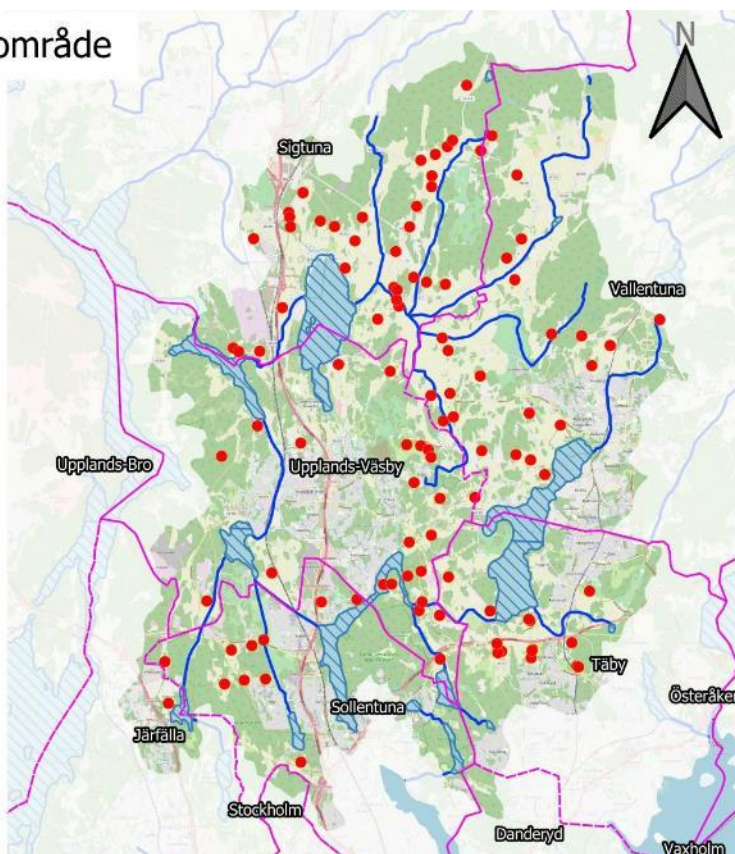 område
N
Sigtuna
Vallentuna
Upplands-Bro
Upplands-Väsby
Täby
Österåker
Sollentuna
Järfälla
Stockholm
Danderyd
Vaxholm